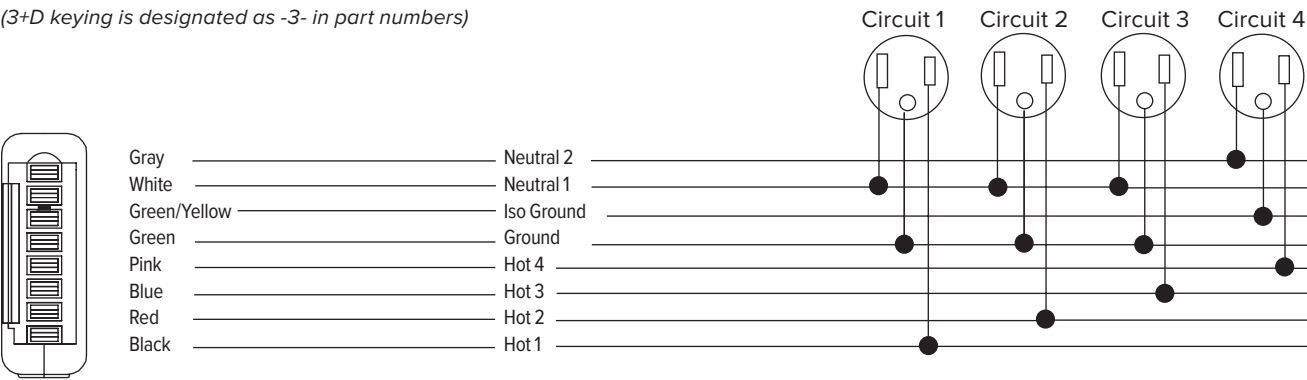 (3+D keying is designated as -3- in part numbers)
Circuit 1 Circuit 2 Circuit 3 Circuit 4
Gray Neutral 2
White Neutral 1
Green/Yellow Iso Ground
Green Ground
Pink Hot 4
Blue Hot 3
Red Hot 2
Black Hot 1